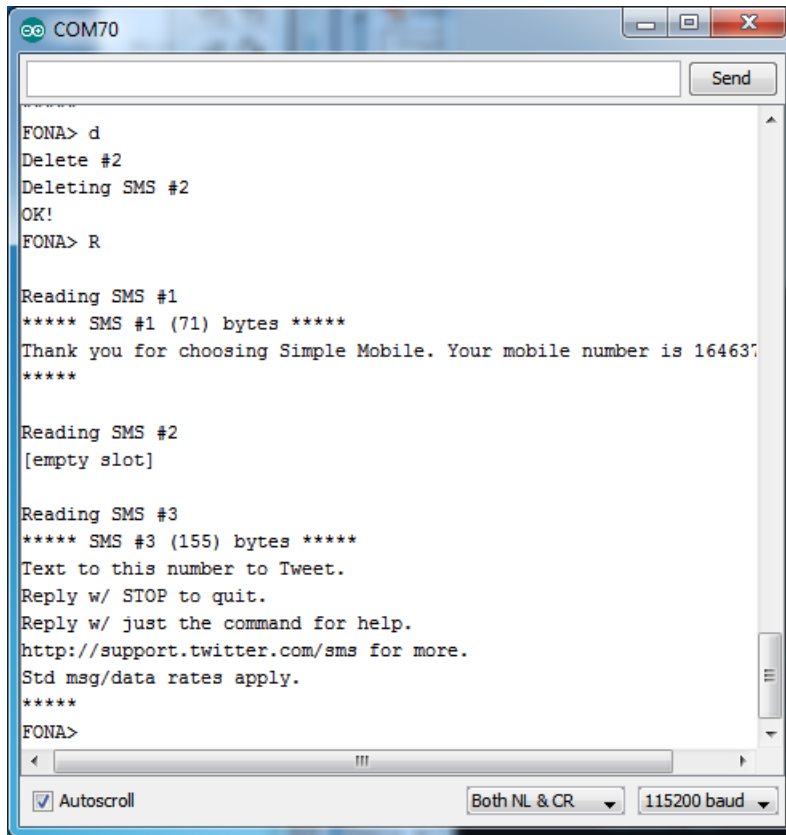 COM70
Send
FONA> d
Delete #2
Deleting SMS #2
OK!
FONA> R
Reading SMS #1
***** SMS #1 (71) bytes *****
Thank you for choosing Simple Mobile. Your mobile number is 164637
*****
Reading SMS #2
[empty slot]
Reading SMS #3
***** SMS #3 (155) bytes *****
Text to this number to Tweet.
Reply w/ STOP to quit.
Reply w/ just the command for help.
http://support.twitter.com/sms for more.
Std msg/data rates apply.
*****
FONA>
Autoscroll Both NL & CR 115200 baud